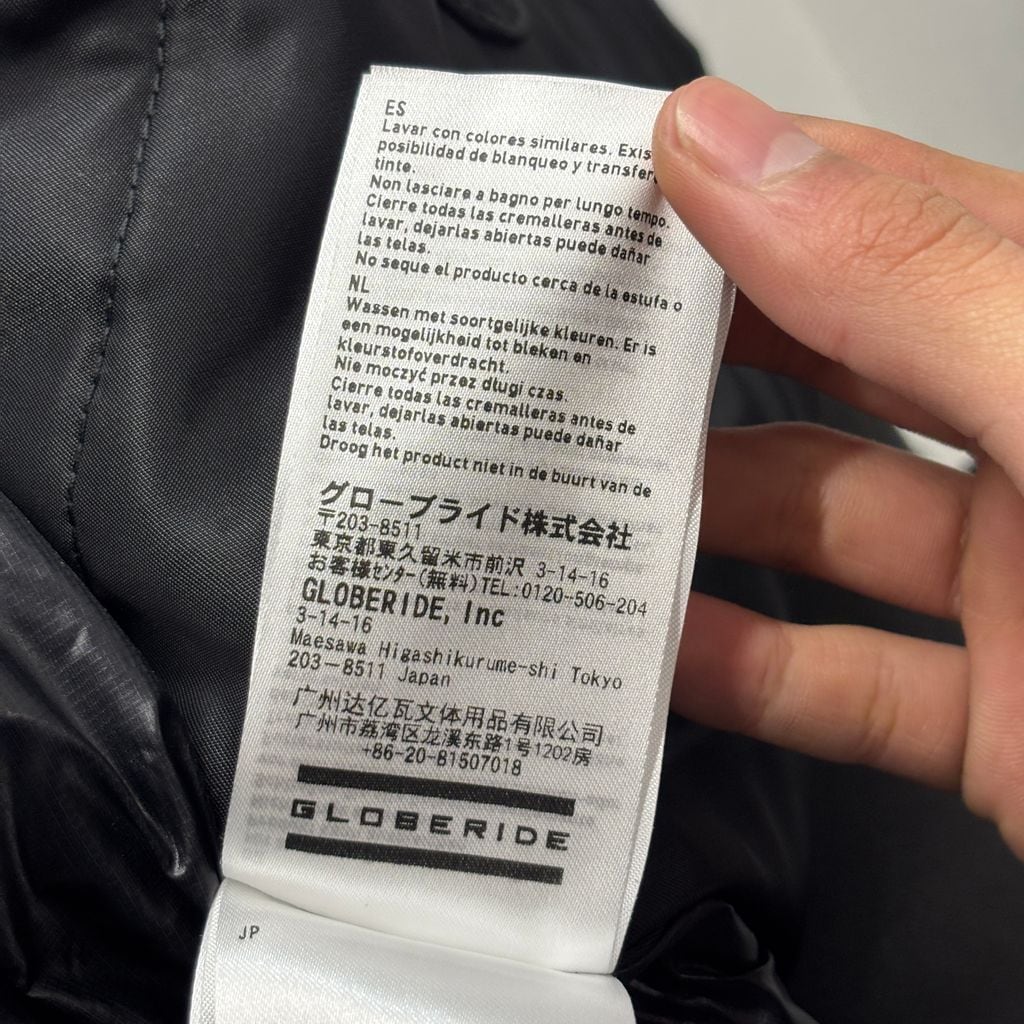 ES
Lavar con colores similares. Exis
posibilidad de blanqueo y transfer
tinte.
Non lasciare a bagno per lungo tempo.
Cierre todas las cremalleras antes de
lavar, dejarlas abiertas puede dañar
las telas.
No seque el producto cerca de la estufa o
NL
Wassen met soortgelijke kleuren. Er is
een mogelijkheid tot bleken en
kleurstofoverdracht.
Nie moczyć przez długi czas.
Cierre todas las cremalleras antes de
lavar, dejarlas abiertas puede dañar
las telas.
Droog het product niet in de buurt van de
グローブライド株式会社
〒203-8511
東京都東久留米市前沢 3-14-16
お客様センター(無料)TEL:0120-506-204
GLOBERIDE, Inc
3-14-16
Maesawa Higashikurume-shi Tokyo
203-8511 Japan
广州达亿瓦文体用品有限公司
广州市荔湾区龙溪东路1号1202房
+86-20-81507018
GLOBERIDE
JP